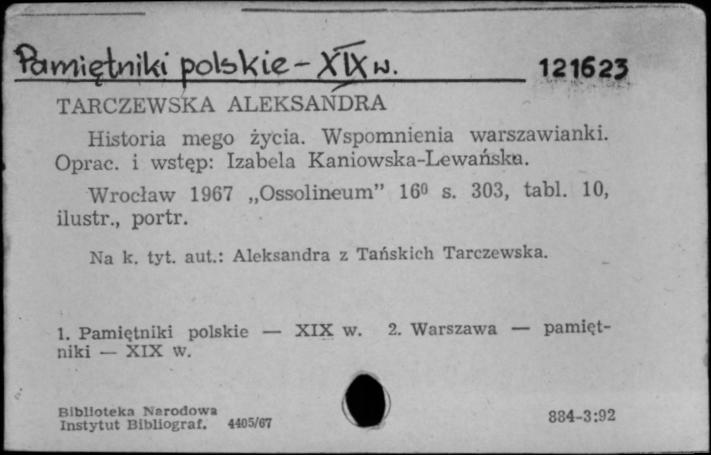 Pamiętniki polskie - XIX w.
121623
TARCZEWSKA ALEKSANDRA
Historia mego życia. Wspomnienia warszawianki.
Oprac. i wstęp: Izabela Kaniowska-Lewańska.
Wrocław 1967 „Ossolineum” 16⁰ s. 303, tabl. 10,
ilustr., portr.
Na k. tyt. aut.: Aleksandra z Tańskich Tarczewska.
1. Pamiętniki polskie — XIX w. 2. Warszawa — pamięt-
niki — XIX w.
Biblioteka Narodowa
Instytut Bibliograf. 4405/67
884-3:92